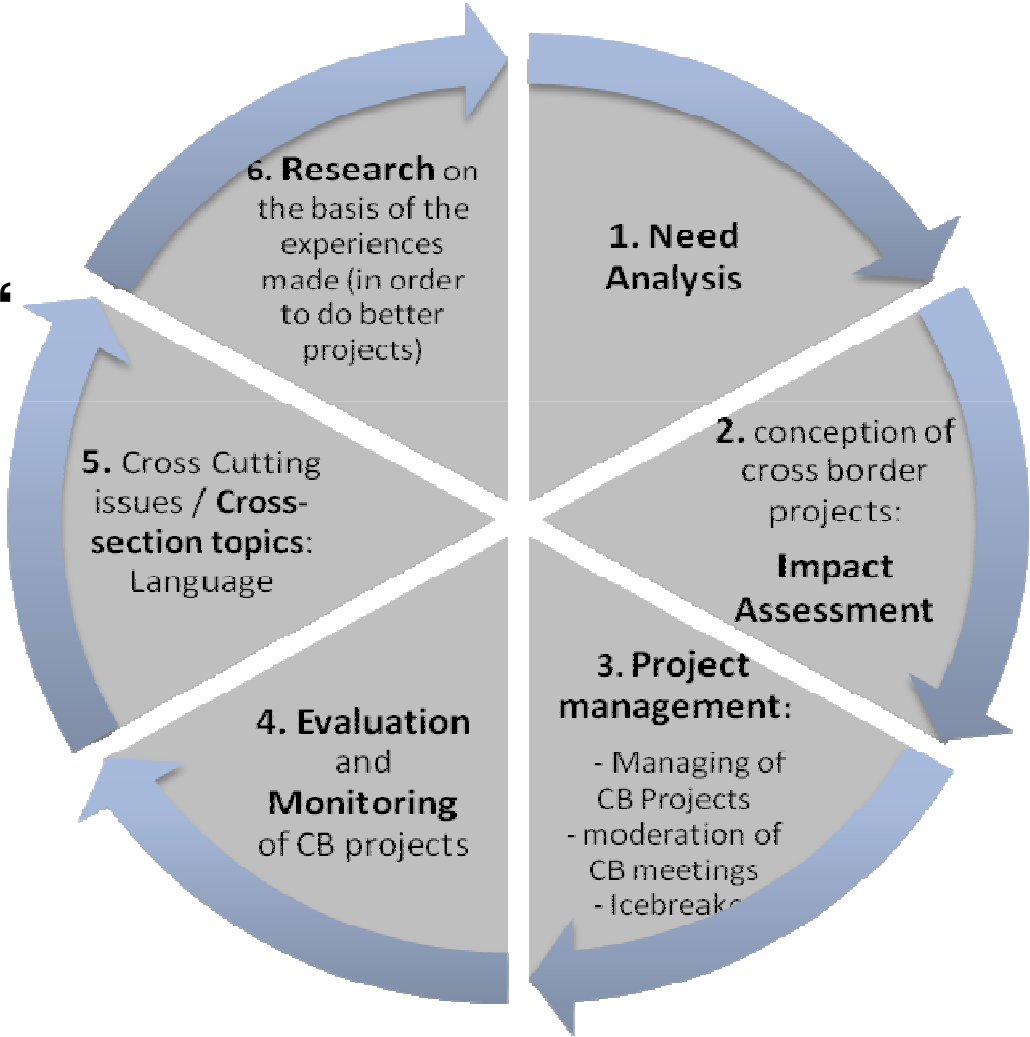 1. Need
Analysis
2. conception of
cross border
projects:
Impact
Assessment
3. Project
management:
- Managing of
CB Projects
- moderation of
CB meetings
-
4. Evaluation
and
Monitoring
of CB projects
5. Cross Cutting
issues / Cross-
section topics:
Language
6. Research on
the basis of the
experiences
made (in order
to do better
projects)
“